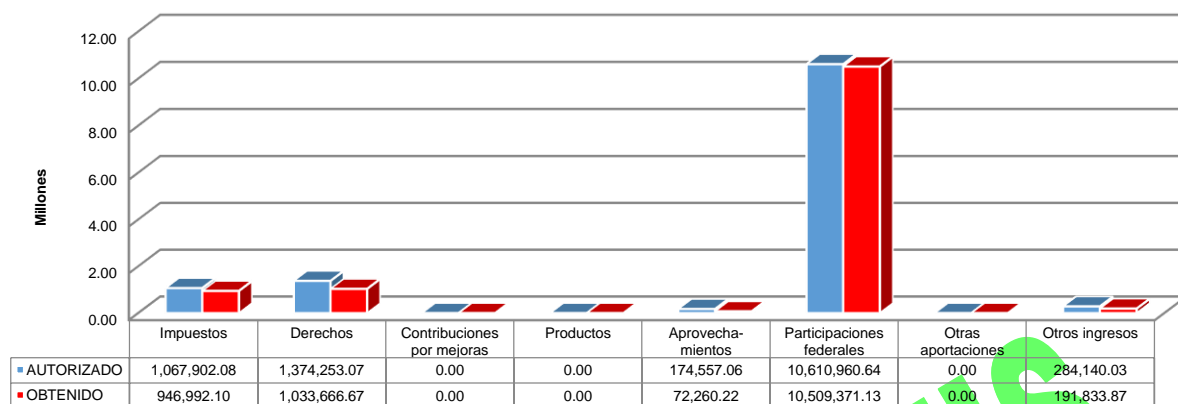 12.00
10.00
8.00
6.00
4.00
2.00
0.00
Millones
Impuestos
Derechos
Contribuciones
por mejoras
Productos
Aprovecha-
mientos
Participaciones
federales
Otras
aportaciones
Otros ingresos
AUTORIZADO 1,067,902.08 1,374,253.07 0.00 0.00 174,557.06 10,610,960.64 0.00 284,140.03
OBTENIDO 946,992.10 1,033,666.67 0.00 0.00 72,260.22 10,509,371.13 0.00 191,833.87